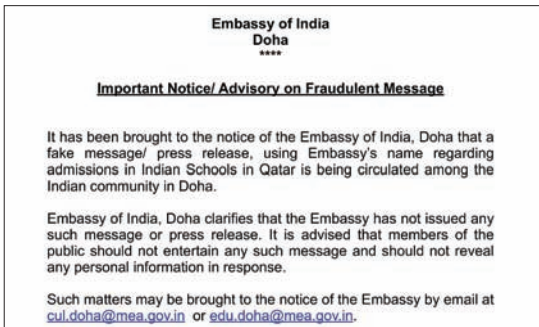 Embassy of India
Doha
****
Important Notice/ Advisory on Fraudulent Message
It has been brought to the notice of the Embassy of India, Doha that a
fake message/ press release, using Embassy's name regarding
admissions in Indian Schools in Qatar is being circulated among the
Indian community in Doha.
Embassy of India, Doha clarifies that the Embassy has not issued any
such message or press release. It is advised that members of the
public should not entertain any such message and should not reveal
any personal information in response.
Such matters may be brought to the notice of the Embassy by email at
cul.doha@mea.gov.in or edu.doha@mea.gov.in.